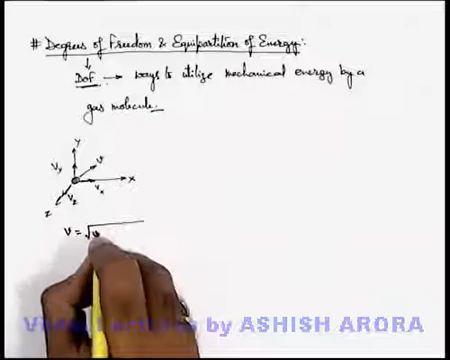 # Degrees of Freedom & Equipartition of Energy:
DoF → ways to utilize mechanical energy by a
gas molecule.
Y
Vy
v
Vx
X
Vz
Z
v = √v
Video Lectures by ASHISH ARORA